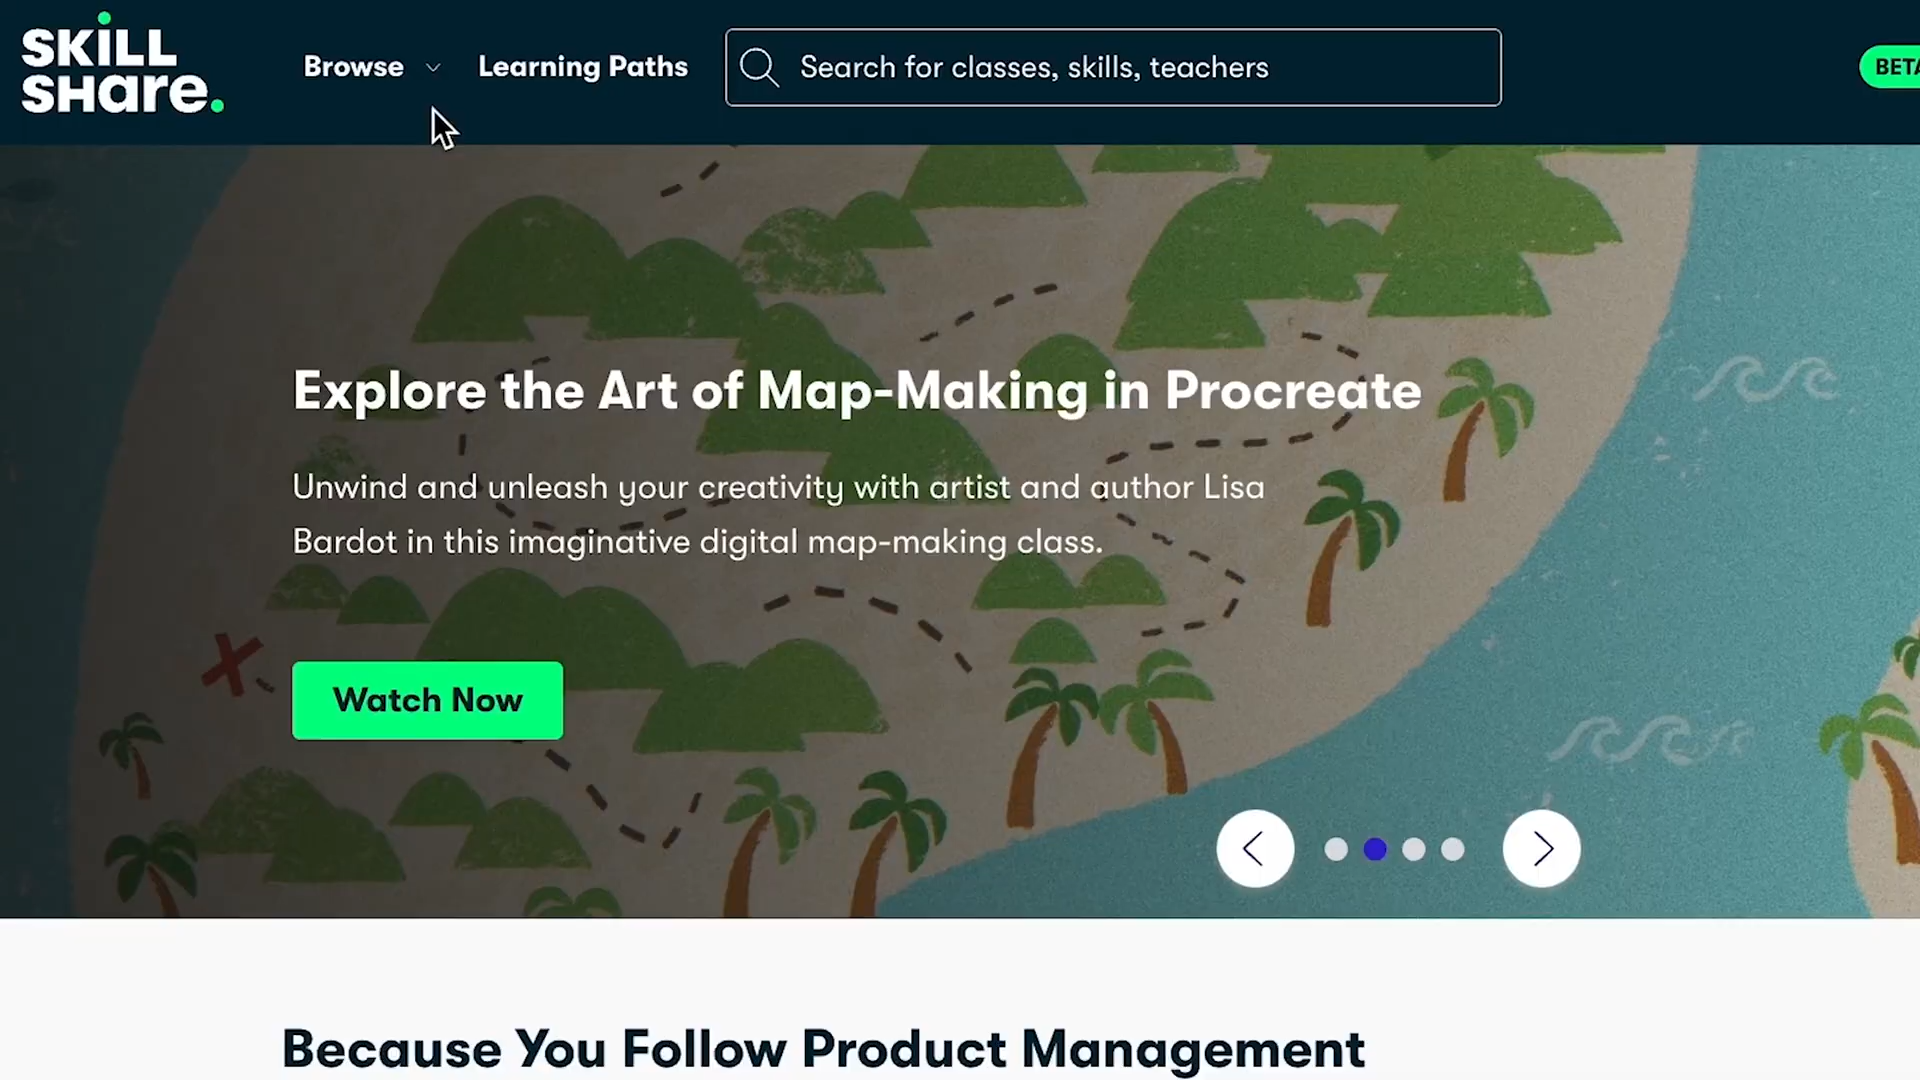 SKILL
SHare.
Browse
Learning Paths
Search for classes, skills, teachers
BETA
Explore the Art of Map-Making in Procreate
Unwind and unleash your creativity with artist and author Lisa
Bardot in this imaginative digital map-making class.
Watch Now
Because You Follow Product Management